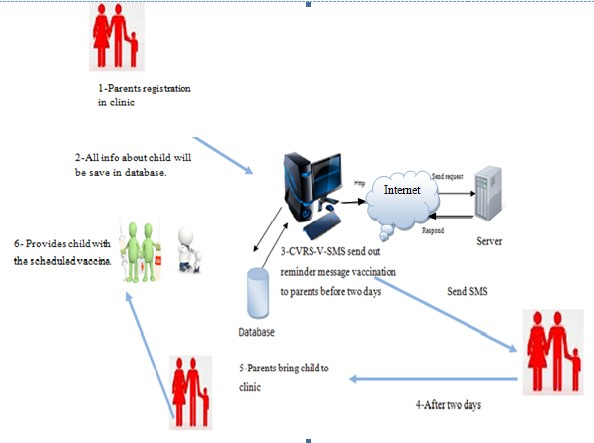 1-Parents registration
in clinic
2-All info about child will
be save in database.
Http
Internet
Send request
Respond
Server
6- Provides child with
the scheduled vaccine.
3-CVRS-V-SMS send out
reminder message vaccination
to parents before two days
Send SMS
Database
5-Parents bring child to
clinic
4-After two days